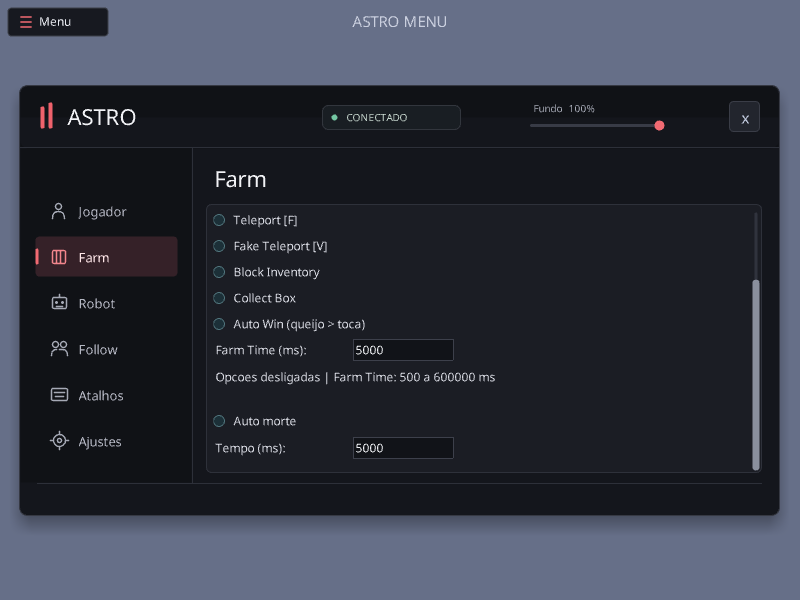 Menu
ASTRO MENU
ASTRO
CONECTADO
Fundo 100%
x
Jogador
Farm
Robot
Follow
Atalhos
Ajustes
Farm
Teleport [F]
Fake Teleport [V]
Block Inventory
Collect Box
Auto Win (queijo > toca)
Farm Time (ms): 5000
Opcoes desligadas | Farm Time: 500 a 600000 ms
Auto morte
Tempo (ms): 5000